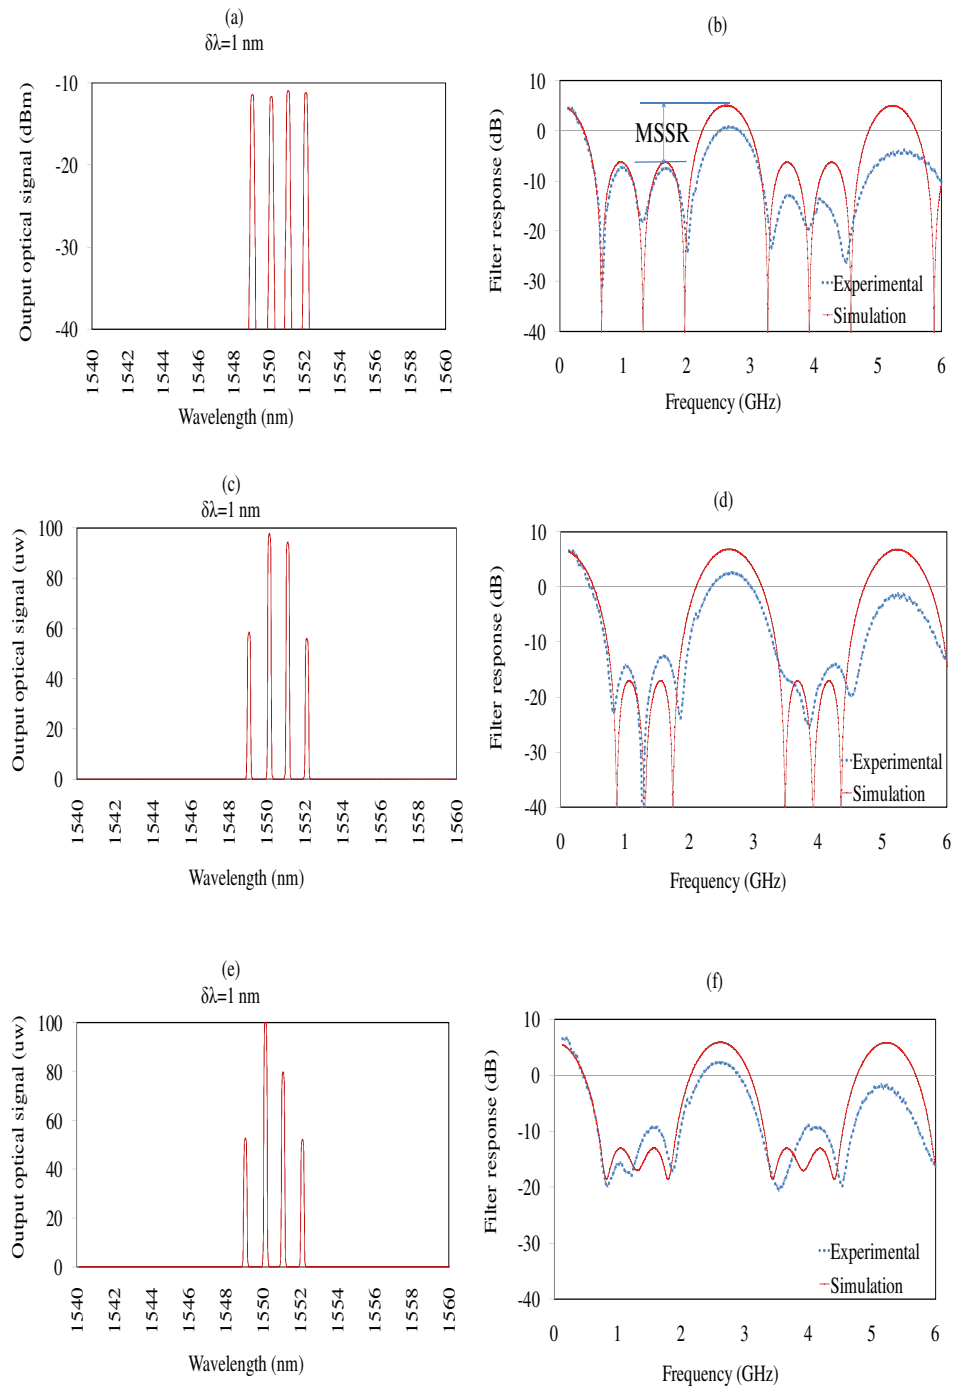 (a)
δλ=1 nm
Output optical signal (dBm)
-10
-20
-30
-40
1540
1542
1544
1546
1548
1550
1552
1554
1556
1558
1560
Wavelength (nm)
(b)
Filter response (dB)
10
0
-10
-20
-30
-40
MSSR
Experimental
Simulation
0 1 2 3 4 5 6
Frequency (GHz)
(c)
δλ=1 nm
Output optical signal (uw)
100
80
60
40
20
0
1540
1542
1544
1546
1548
1550
1552
1554
1556
1558
1560
Wavelength (nm)
(d)
Filter response (dB)
10
0
-10
-20
-30
-40
Experimental
Simulation
0 1 2 3 4 5 6
Frequency (GHz)
(e)
δλ=1 nm
Output optical signal (uw)
100
80
60
40
20
0
1540
1542
1544
1546
1548
1550
1552
1554
1556
1558
1560
Wavelength (nm)
(f)
Filter response (dB)
10
0
-10
-20
-30
-40
Experimental
Simulation
0 1 2 3 4 5 6
Frequency (GHz)